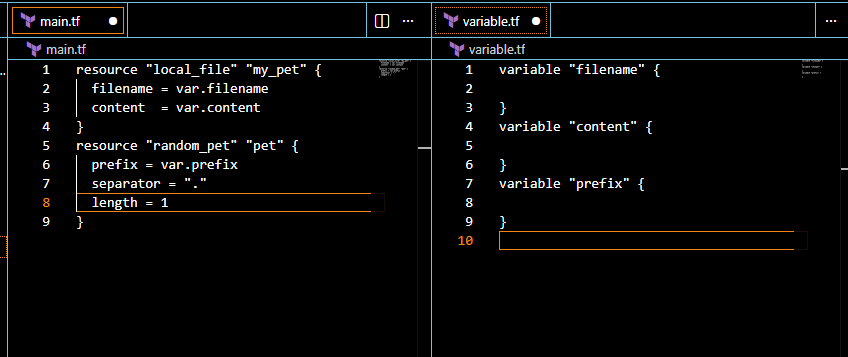 main.tf
main.tf
1 resource "local_file" "my_pet" {
2 filename = var.filename
3 content  = var.content
4 }
5 resource "random_pet" "pet" {
6 prefix = var.prefix
7 separator = "."
8 length = 1
9 }
variable.tf
variable.tf
1 variable "filename" {
2
3 }
4 variable "content" {
5
6 }
7 variable "prefix" {
8
9 }
10